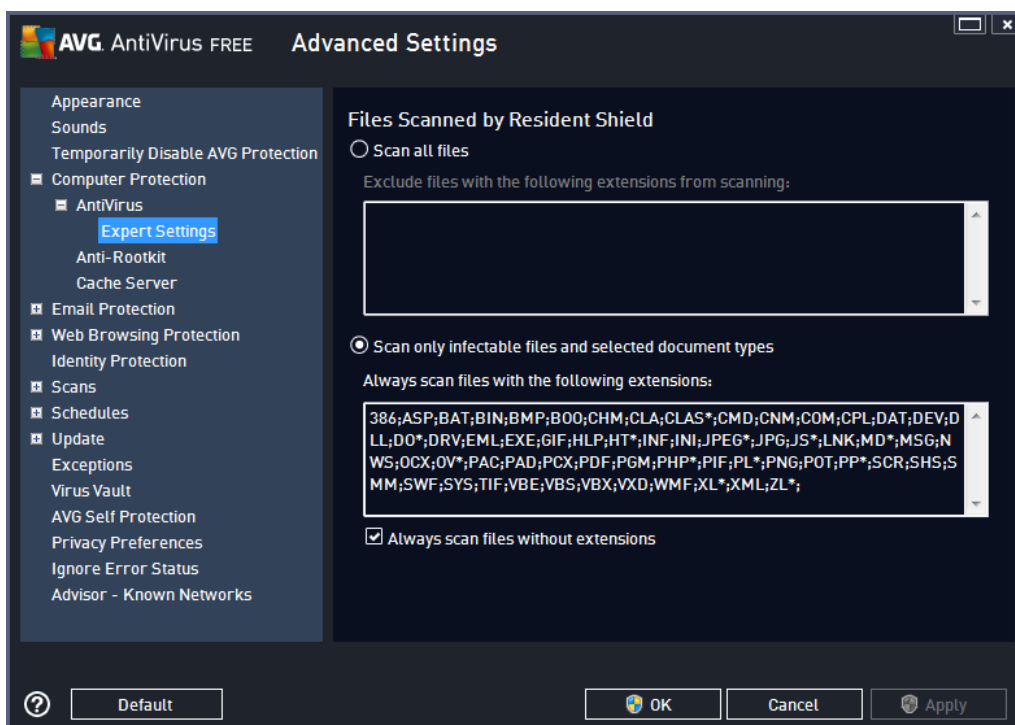 AVG. AntiVirus FREE Advanced Settings
Appearance
Sounds
Temporarily Disable AVG Protection
Computer Protection
AntiVirus
Expert Settings
Anti-Rootkit
Cache Server
Email Protection
Web Browsing Protection
Identity Protection
Scans
Schedules
Update
Exceptions
Virus Vault
AVG Self Protection
Privacy Preferences
Ignore Error Status
Advisor - Known Networks
Files Scanned by Resident Shield
Scan all files
Exclude files with the following extensions from scanning:
Scan only infectable files and selected document types
Always scan files with the following extensions:
386;ASP;BAT;BIN;BMP;BOO;CHM;CLA;CLAS*;CMD;CNM;COM;CPL;DAT;DEV;D
LL;DO*;DRV;EML;EXE;GIF;HLP;HT*;INF;INI;JPEG*;JPG;JS*;LNK;MD*;MSG;N
WS;OCX;OV*;PAC;PAD;PCX;PDF;PGM;PHP*;PIF;PL*;PNG;POT;PP*;SCR;SHS;S
MM;SWF;SYS;TIF;VBE;VBS;VBX;VXD;WMF;XL*;XML;ZL*;
Always scan files without extensions
Default
OK
Cancel
Apply